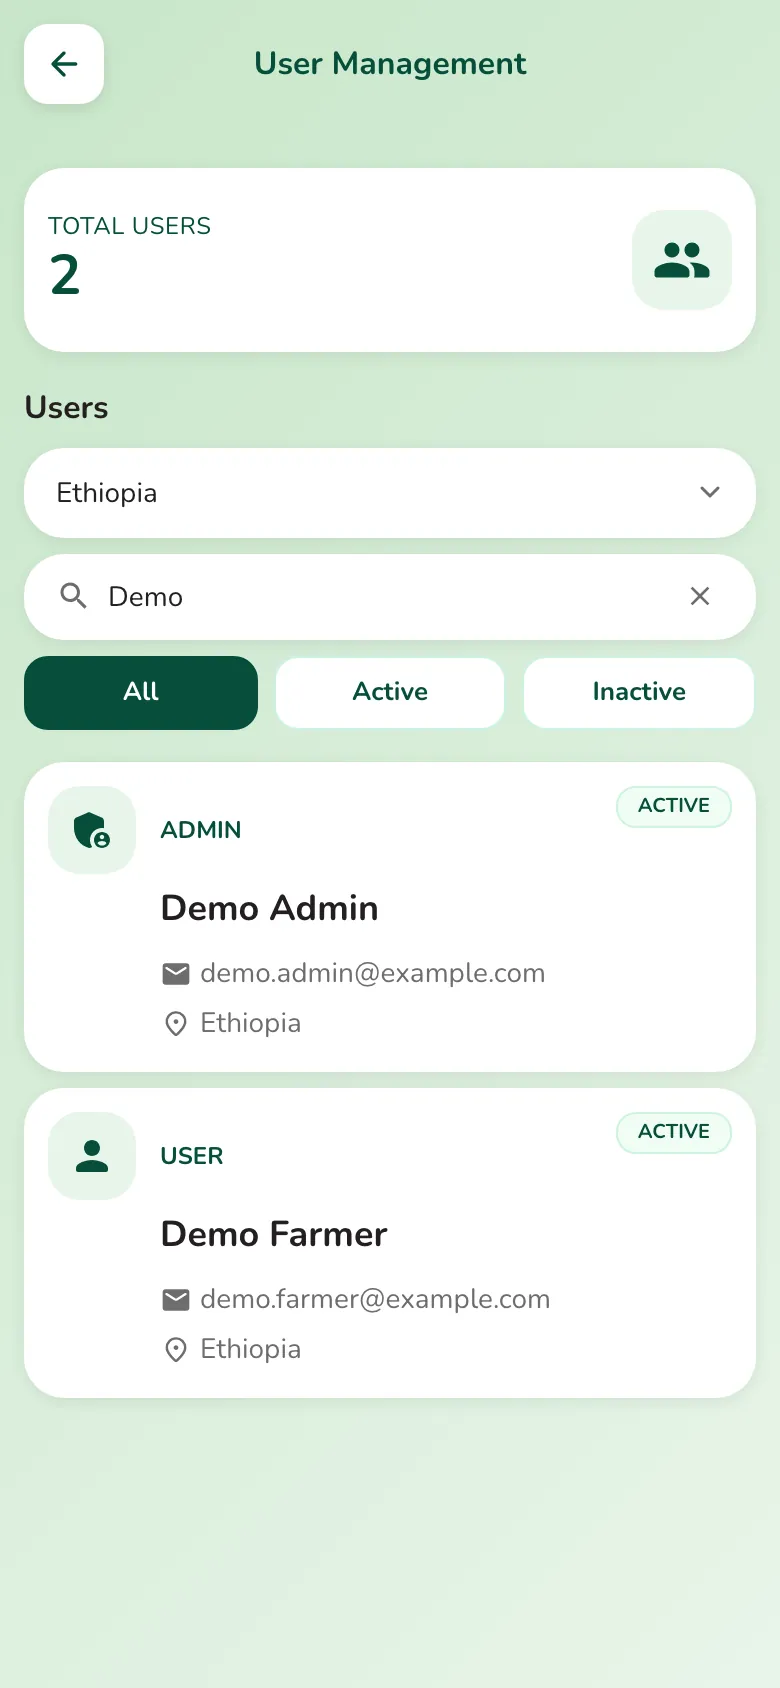 User Management
TOTAL USERS
2
Users
Ethiopia
Demo
All
Active
Inactive
ADMIN
ACTIVE
Demo Admin
demo.admin@example.com
Ethiopia
USER
ACTIVE
Demo Farmer
demo.farmer@example.com
Ethiopia